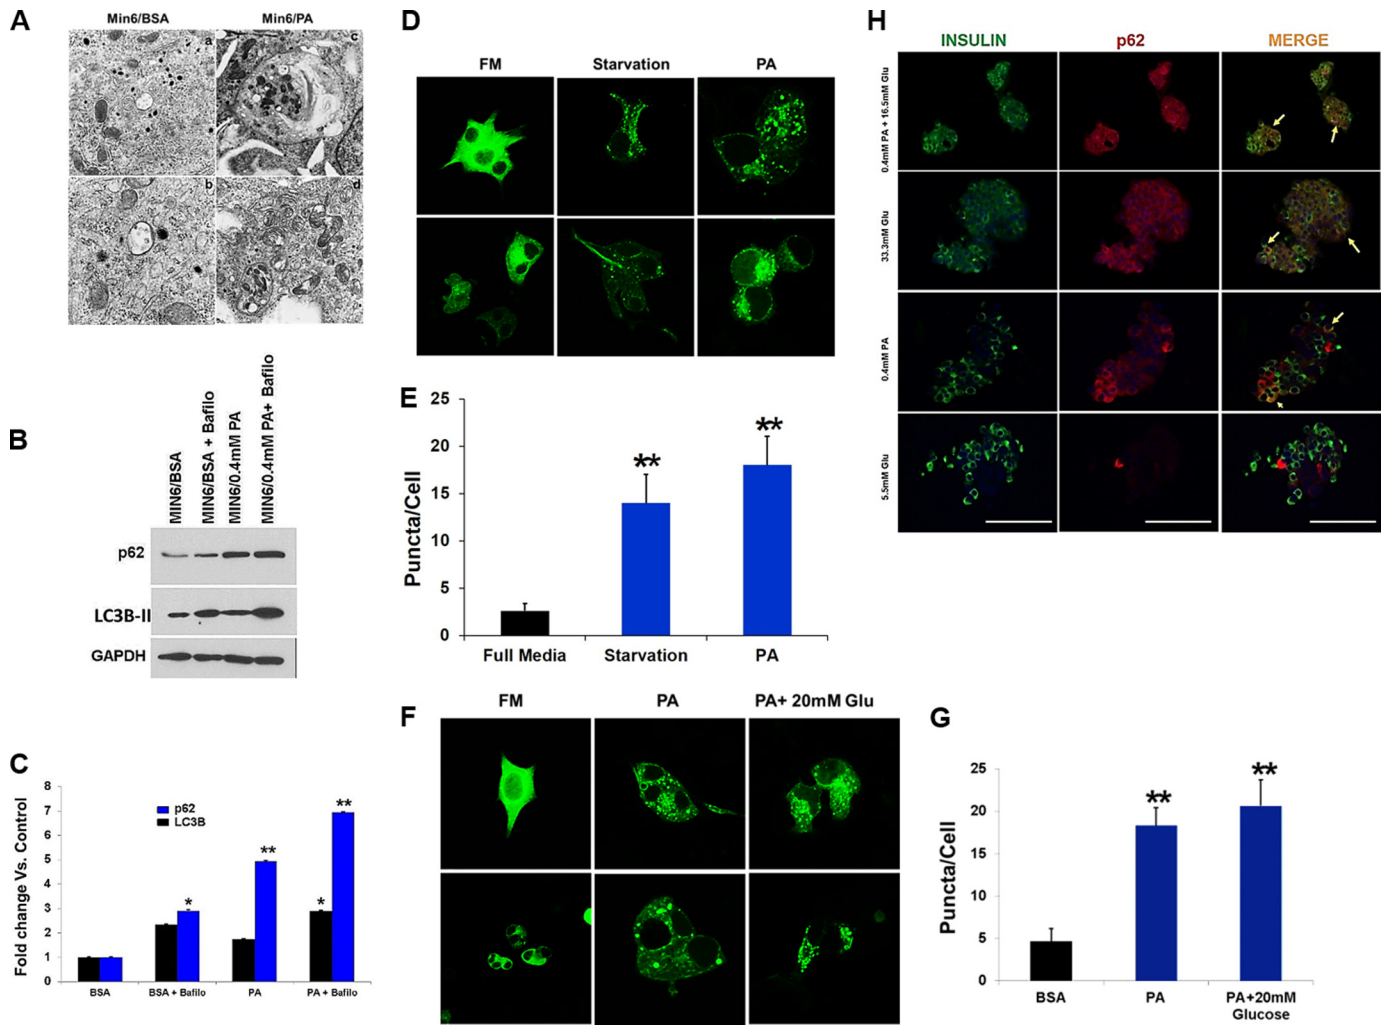 A
Min6/BSA
Min6/PA
a
c
b
d
B
MIN6/BSA
MIN6/BSA + Bafilo
MIN6/0.4mM PA
MIN6/0.4mM PA+ Bafilo
p62
LC3B-II
GAPDH
C
Fold change Vs. Control
8
7
6
5
4
3
2
1
0
p62
LC3B
*
**
*
**
BSA
BSA + Bafilo
PA
PA + Bafilo
D
FM
Starvation
PA
E
Puncta/Cell
25
20
15
10
5
0
**
**
Full Media
Starvation
PA
F
FM
PA
PA+ 20mM Glu
G
Puncta/Cell
25
20
15
10
5
0
**
**
BSA
PA
PA+20mM
Glucose
H
INSULIN
p62
MERGE
0.4mM PA + 16.5mM Glu
33.3mM Glu
0.4mM PA
5.5mM Glu